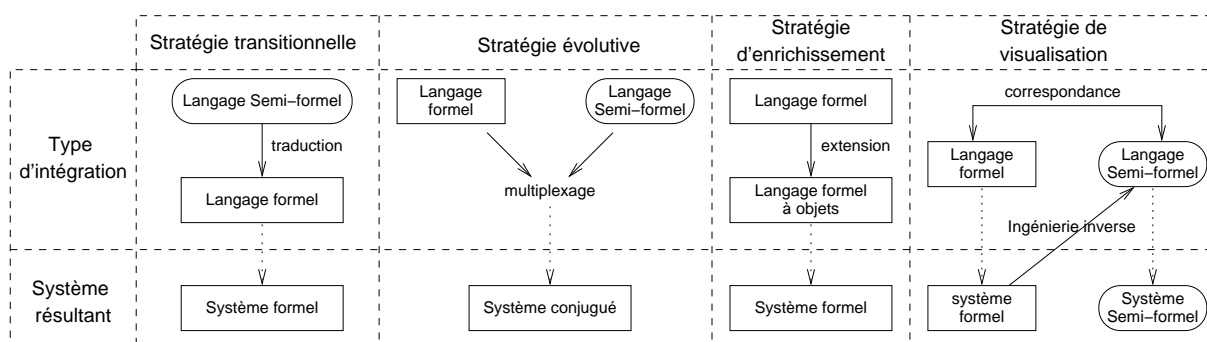 Stratégie transitionnelle
Stratégie évolutive
Stratégie
d'enrichissement
Stratégie de
visualisation
Type
d'intégration
Langage Semi−formel
traduction
Langage formel
Langage
formel
Langage
Semi−formel
multiplexage
Langage formel
extension
Langage formel
à objets
correspondance
Langage
formel
Langage
Semi−formel
Ingénierie inverse
Système
résultant
Système formel
Système conjugué
Système formel
système
formel
Système
Semi−formel